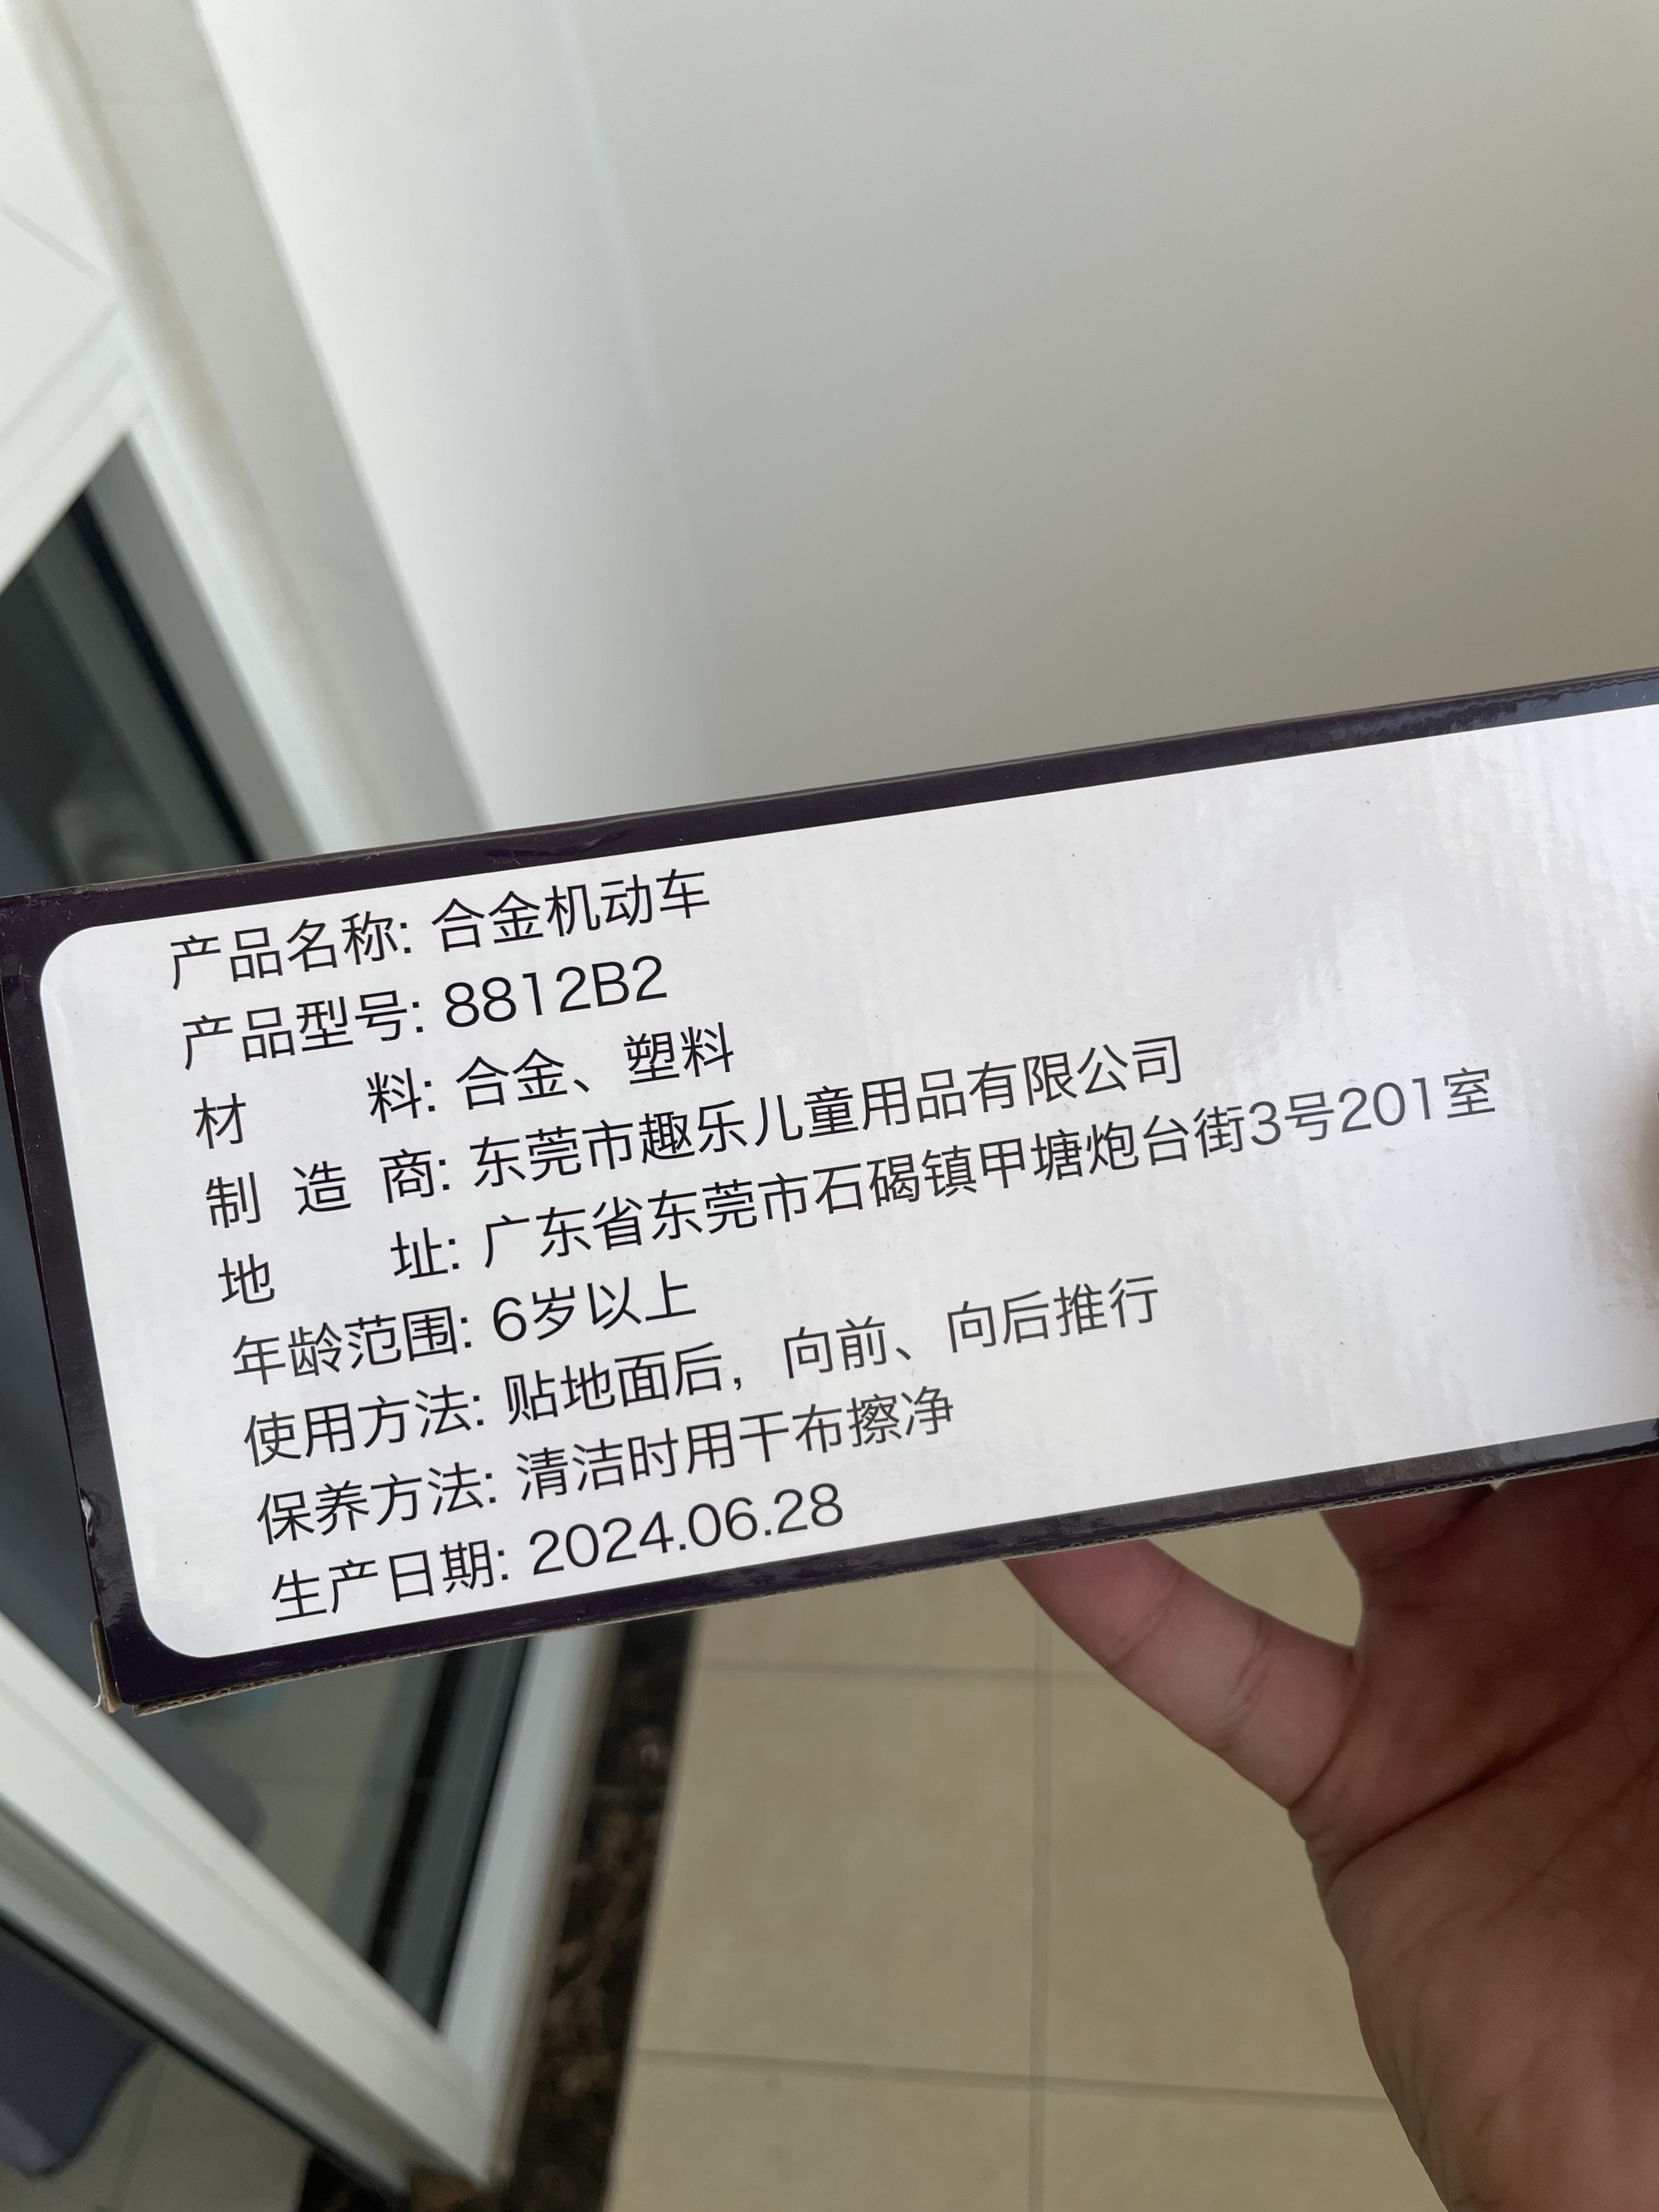 产品名称: 合金机动车
产品型号: 8812B2
材料: 合金、塑料
制造商: 东莞市趣乐儿童用品有限公司
地址: 广东省东莞市石碣镇甲塘炮台街3号201室
年龄范围: 6岁以上
使用方法: 贴地面后，向前、向后推行
保养方法: 清洁时用干布擦净
生产日期: 2024.06.28